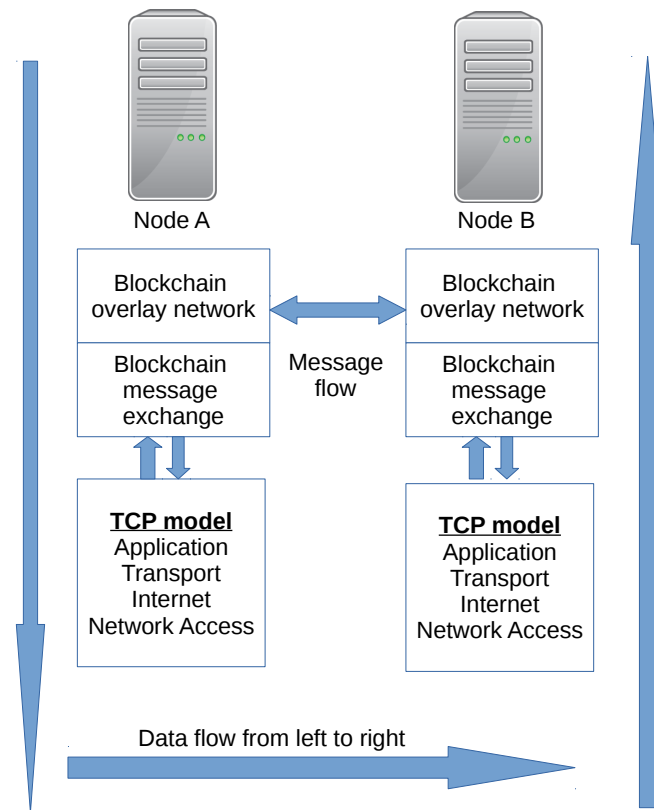 Node A
Node B
Blockchain
overlay network
Blockchain
message
exchange
Message
flow
Blockchain
overlay network
Blockchain
message
exchange
TCP model
Application
Transport
Internet
Network Access
TCP model
Application
Transport
Internet
Network Access
Data flow from left to right